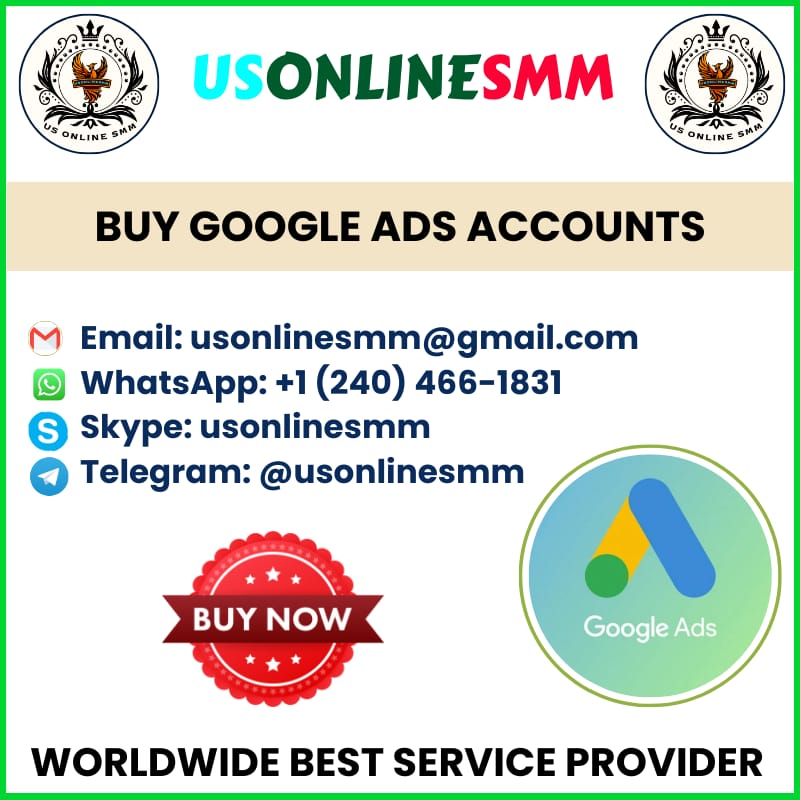 USONLINESMM
US ONLINE SMM
US ONLINE SMM
BUY GOOGLE ADS ACCOUNTS
Email: usonlinesmm@gmail.com
WhatsApp: +1 (240) 466-1831
Skype: usonlinesmm
Telegram: @usonlinesmm
BUY NOW
Google Ads
WORLDWIDE BEST SERVICE PROVIDER